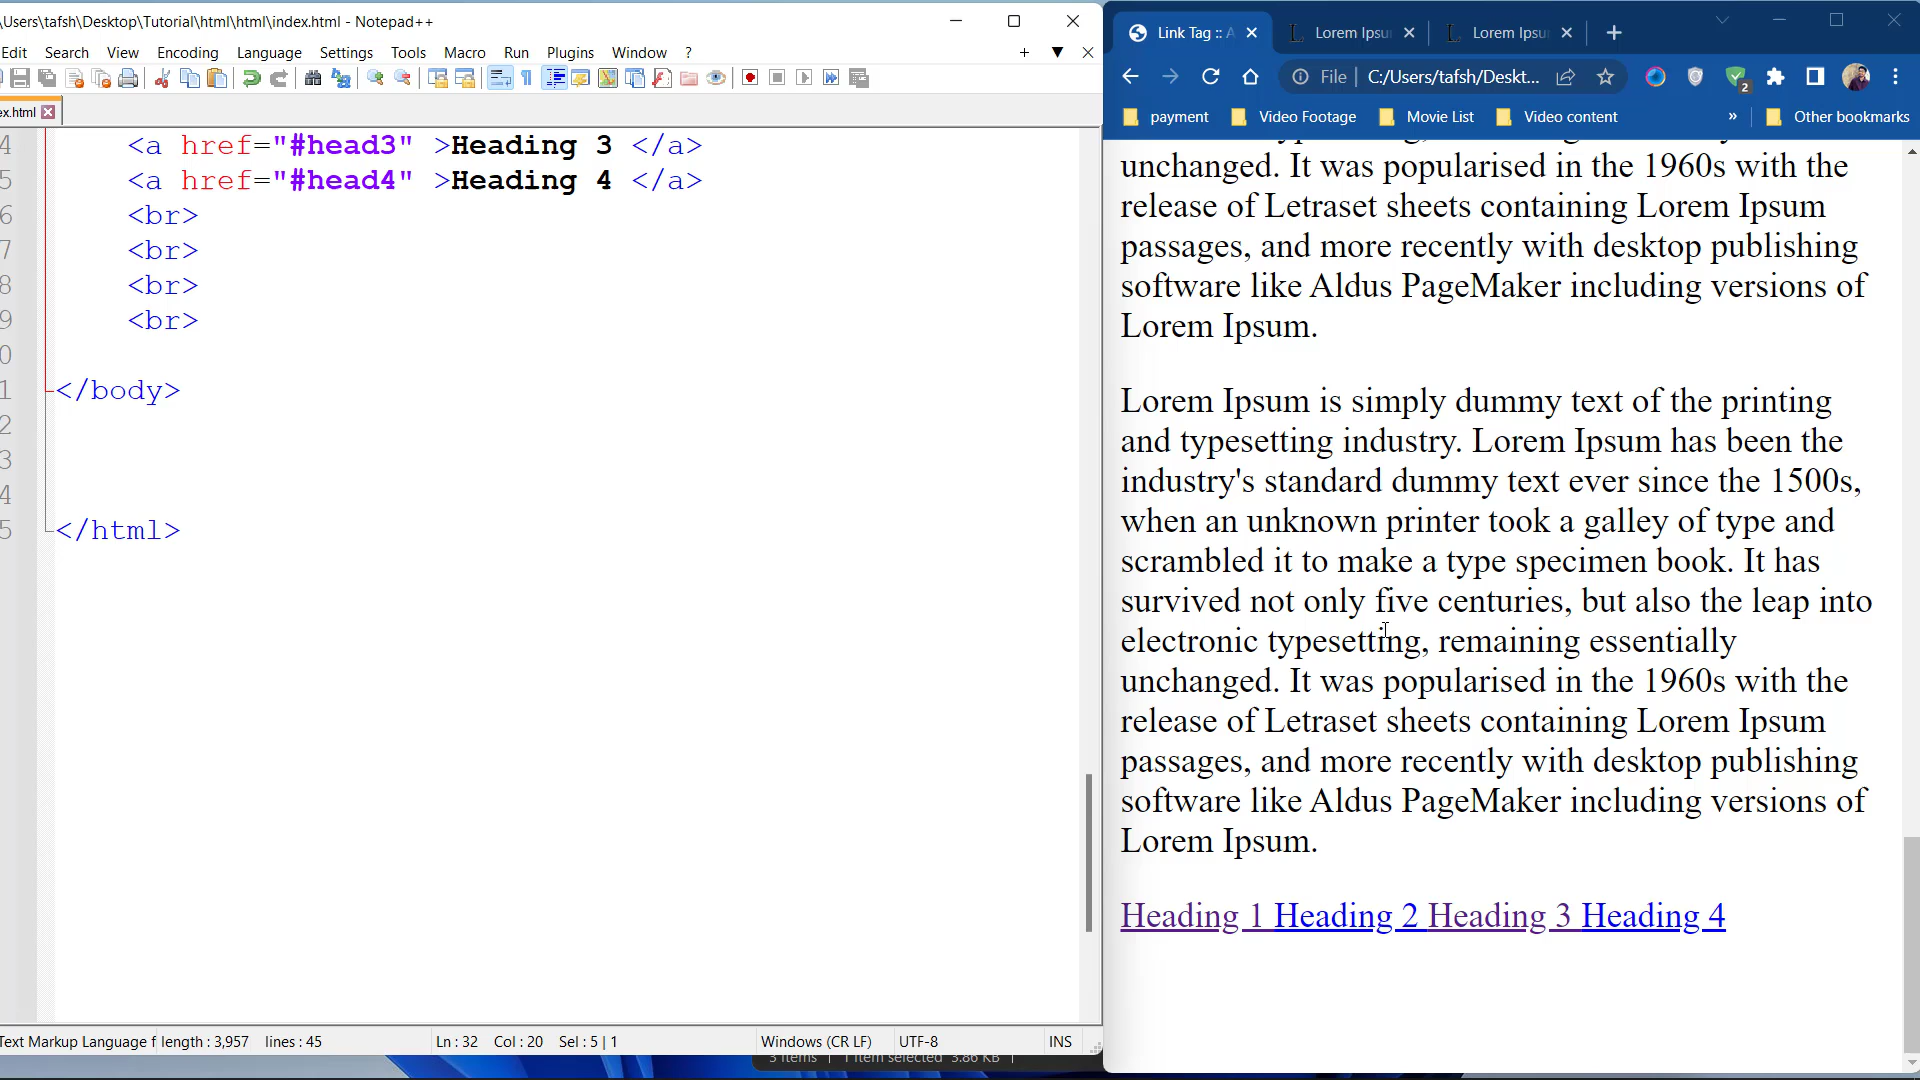 \Users\tafsh\Desktop\Tutorial\html\html\index.html - Notepad++
Edit Search View Encoding Language Settings Tools Macro Run Plugins Window ?
ex.html
4 <a href="#head3" >Heading 3 </a>
5 <a href="#head4" >Heading 4 </a>
6 <br>
7 <br>
8 <br>
9 <br>
0
1 </body>
2
3
4
5 </html>
Text Markup Language f length : 3,957 lines : 45 Ln : 32 Col : 20 Sel : 5 | 1 Windows (CR LF) UTF-8 INS
3 items 1 item selected 3.86 KB
Link Tag :: A Lorem Ipsu Lorem Ipsu
File C:/Users/tafsh/Deskt... 2
payment Video Footage Movie List Video content » Other bookmarks
unchanged. It was popularised in the 1960s with the
release of Letraset sheets containing Lorem Ipsum
passages, and more recently with desktop publishing
software like Aldus PageMaker including versions of
Lorem Ipsum.
Lorem Ipsum is simply dummy text of the printing
and typesetting industry. Lorem Ipsum has been the
industry's standard dummy text ever since the 1500s,
when an unknown printer took a galley of type and
scrambled it to make a type specimen book. It has
survived not only five centuries, but also the leap into
electronic typesetting, remaining essentially
unchanged. It was popularised in the 1960s with the
release of Letraset sheets containing Lorem Ipsum
passages, and more recently with desktop publishing
software like Aldus PageMaker including versions of
Lorem Ipsum.
Heading 1 Heading 2 Heading 3 Heading 4